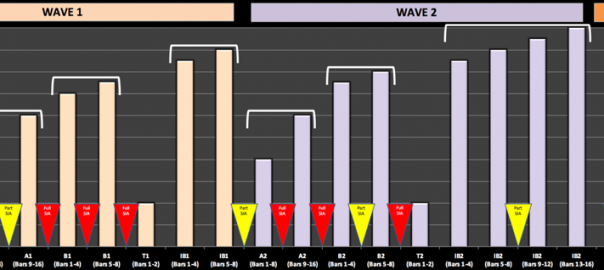 WAVE 1
WAVE 2
Part
SIA
Full
SIA
Full
SIA
Full
SIA
Part
SIA
Full
SIA
Full
SIA
Part
SIA
Full
SIA
Part
SIA
A1
(Bars 9-16)
B1
(Bars 1-4)
B1
(Bars 5-8)
T1
(Bars 1-2)
IB1
(Bars 1-4)
IB1
(Bars 5-8)
A2
(Bars 1-8)
A2
(Bars 9-16)
B2
(Bars 1-4)
B2
(Bars 5-8)
T2
(Bars 1-2)
IB2
(Bars 1-4)
IB2
(Bars 5-8)
IB2
(Bars 9-12)
IB2
(Bars 13-16)